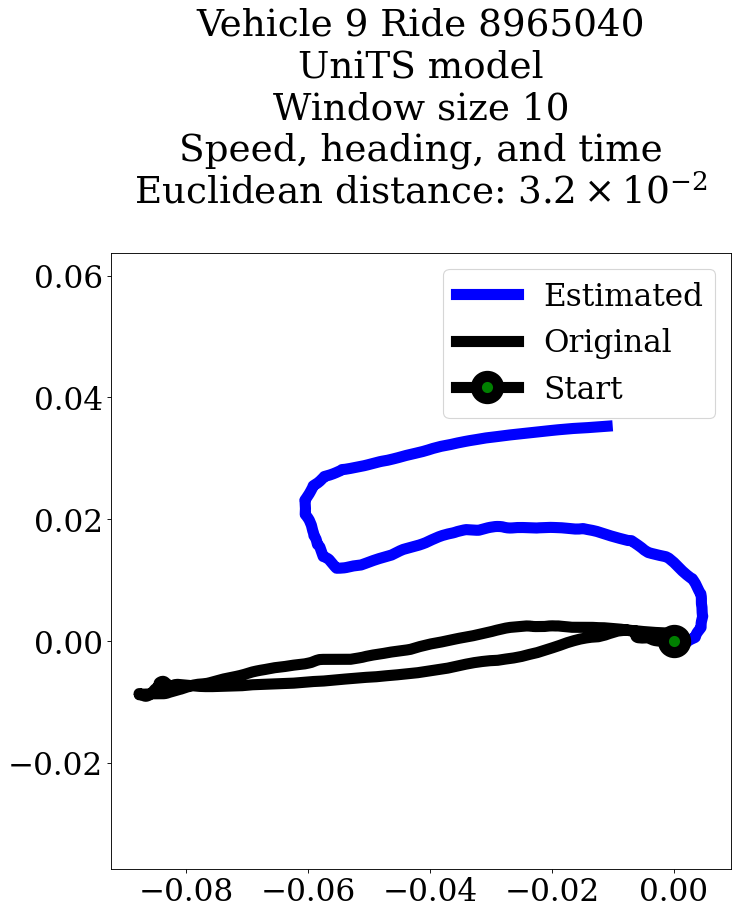 Vehicle 9 Ride 8965040
UniTS model
Window size 10
Speed, heading, and time
Euclidean distance: 3.2 × 10⁻²
Estimated
Original
Start
0.06
0.04
0.02
0.00
−0.02
−0.08 −0.06 −0.04 −0.02 0.00